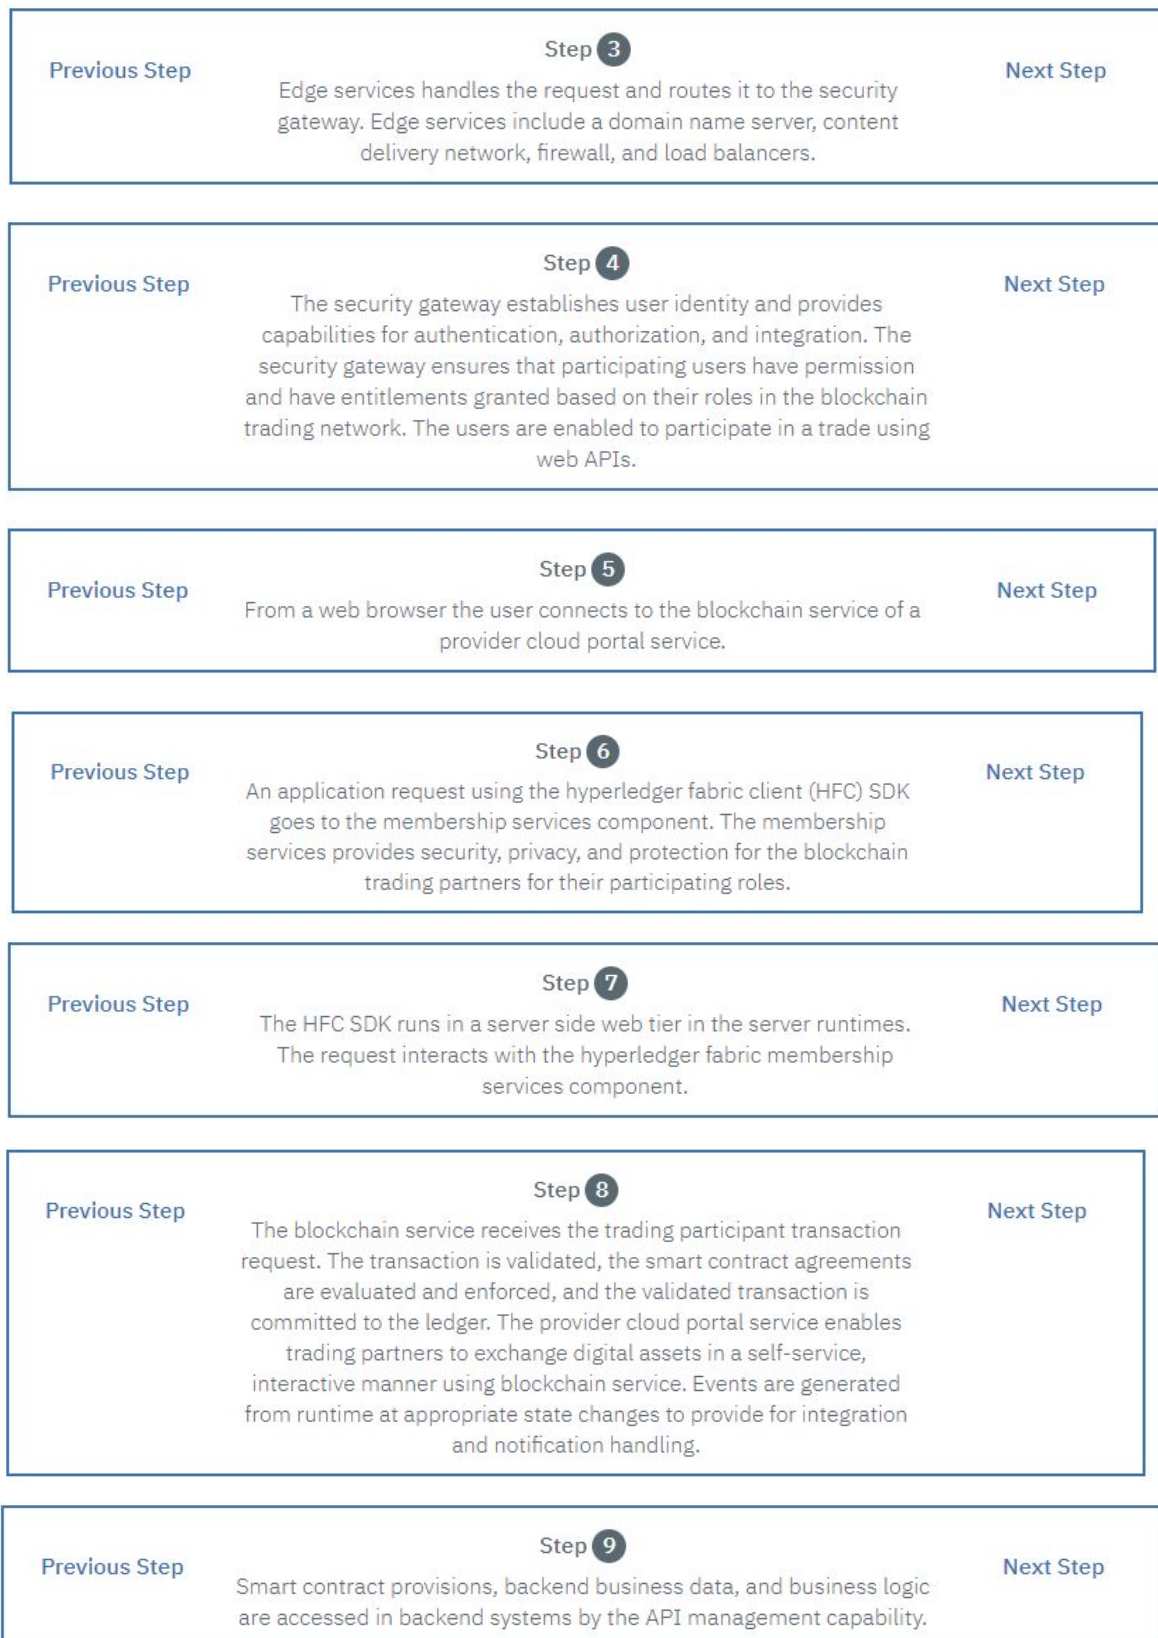 Step 3
Previous Step
Next Step
Edge services handles the request and routes it to the security
gateway. Edge services include a domain name server, content
delivery network, firewall, and load balancers.
Step 4
Previous Step
Next Step
The security gateway establishes user identity and provides
capabilities for authentication, authorization, and integration. The
security gateway ensures that participating users have permission
and have entitlements granted based on their roles in the blockchain
trading network. The users are enabled to participate in a trade using
web APIs.
Step 5
Previous Step
Next Step
From a web browser the user connects to the blockchain service of a
provider cloud portal service.
Step 6
Previous Step
Next Step
An application request using the hyperledger fabric client (HFC) SDK
goes to the membership services component. The membership
services provides security, privacy, and protection for the blockchain
trading partners for their participating roles.
Step 7
Previous Step
Next Step
The HFC SDK runs in a server side web tier in the server runtimes.
The request interacts with the hyperledger fabric membership
services component.
Step 8
Previous Step
Next Step
The blockchain service receives the trading participant transaction
request. The transaction is validated, the smart contract agreements
are evaluated and enforced, and the validated transaction is
committed to the ledger. The provider cloud portal service enables
trading partners to exchange digital assets in a self-service,
interactive manner using blockchain service. Events are generated
from runtime at appropriate state changes to provide for integration
and notification handling.
Step 9
Previous Step
Next Step
Smart contract provisions, backend business data, and business logic
are accessed in backend systems by the API management capability.